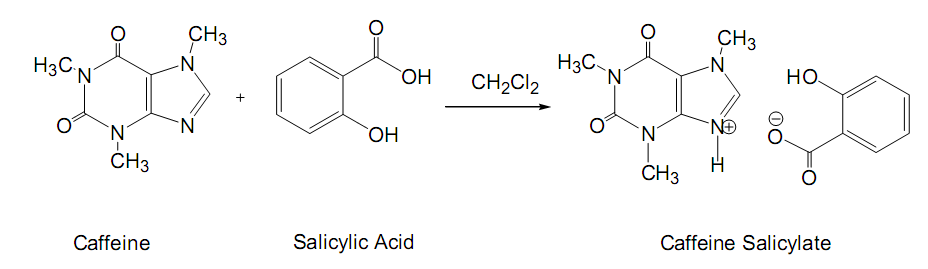 O
CH3
H3C
N
N
O
N
N
CH3
+
O
OH
OH
CH2Cl2
O
CH3
H3C
N
N
O
N
N⊕
H
CH3
HO
⊖
O
O
Caffeine
Salicylic Acid
Caffeine Salicylate